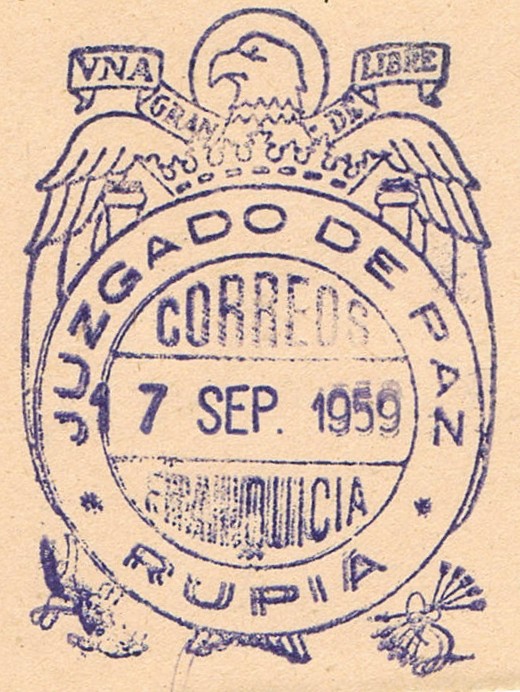 VNA GRANDE LIBRE
JUZGADO DE PAZ
CORREOS
17 SEP. 1959
FRANQUICIA
RUPIÁ